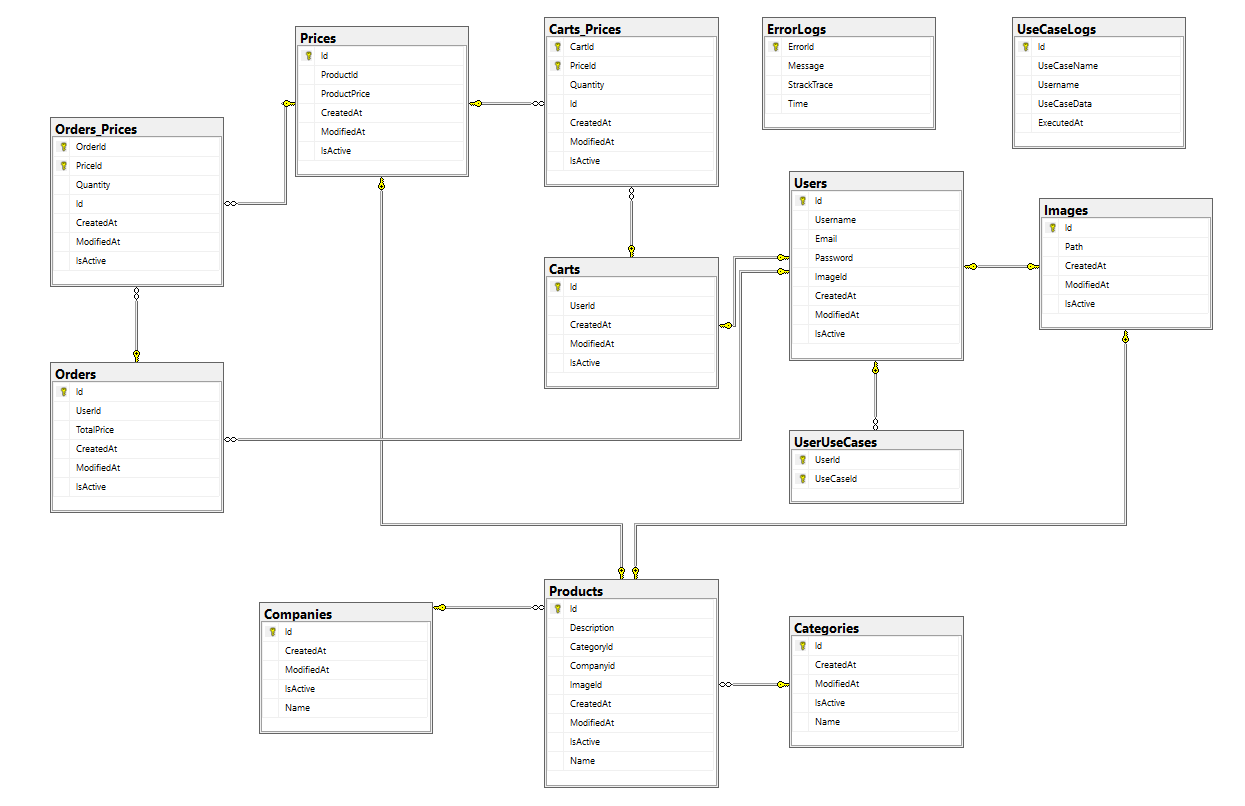 Prices
Id
ProductId
ProductPrice
CreatedAt
ModifiedAt
IsActive
Carts_Prices
CartId
PriceId
Quantity
Id
CreatedAt
ModifiedAt
IsActive
ErrorLogs
ErrorId
Message
StrackTrace
Time
UseCaseLogs
Id
UseCaseName
Username
UseCaseData
ExecutedAt
Orders_Prices
OrderId
PriceId
Quantity
Id
CreatedAt
ModifiedAt
IsActive
Users
Id
Username
Email
Password
ImageId
CreatedAt
ModifiedAt
IsActive
Images
Id
Path
CreatedAt
ModifiedAt
IsActive
Carts
Id
UserId
CreatedAt
ModifiedAt
IsActive
Orders
Id
UserId
TotalPrice
CreatedAt
ModifiedAt
IsActive
UserUseCases
UserId
UseCaseId
Companies
Id
CreatedAt
ModifiedAt
IsActive
Name
Products
Id
Description
CategoryId
Companyid
ImageId
CreatedAt
ModifiedAt
IsActive
Name
Categories
Id
CreatedAt
ModifiedAt
IsActive
Name